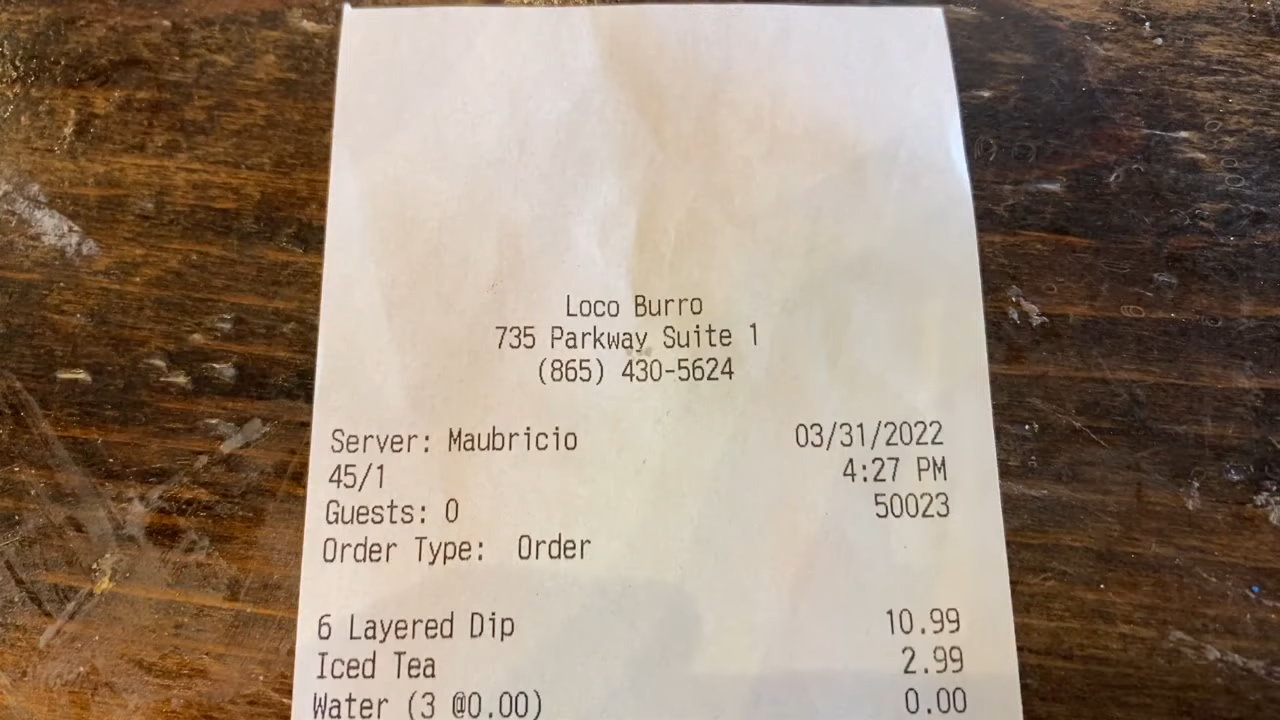 Loco Burro
735 Parkway Suite 1
(865) 430-5624
Server: Maubricio 03/31/2022
45/1 4:27 PM
Guests: 0 50023
Order Type: Order
6 Layered Dip 10.99
Iced Tea 2.99
Water (3 @0.00) 0.00